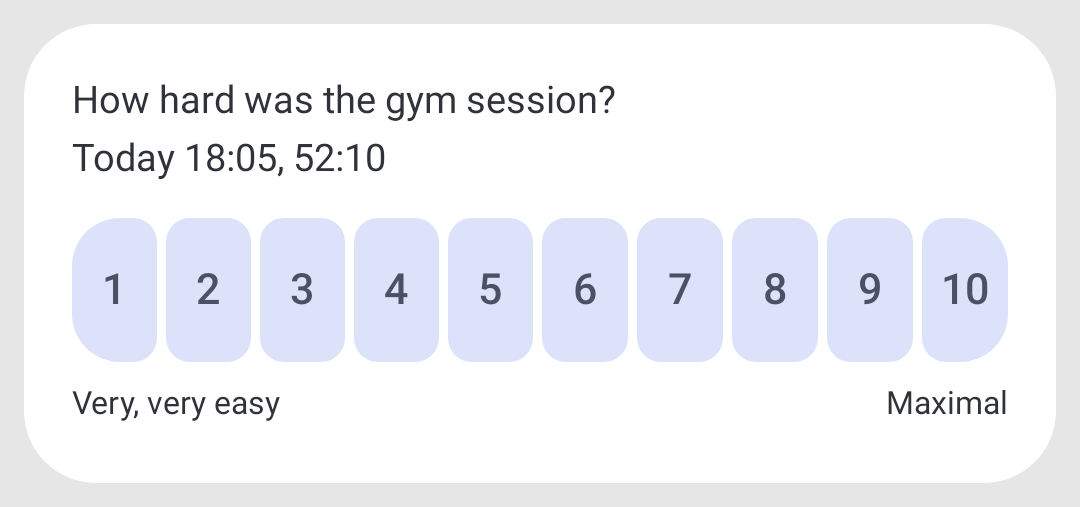 How hard was the gym session?
Today 18:05, 52:10
1 2 3 4 5 6 7 8 9 10
Very, very easy Maximal